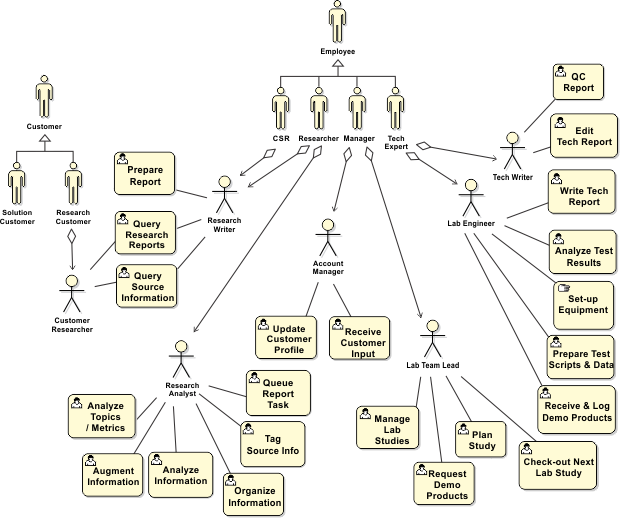 Employee
CSR
Researcher
Manager
Tech
Expert
Customer
Solution
Customer
Research
Customer
Customer
Researcher
Prepare
Report
Query
Research
Reports
Query
Source
Information
Research
Writer
Account
Manager
Update
Customer
Profile
Receive
Customer
Input
Tech Writer
QC
Report
Edit
Tech Report
Lab Engineer
Write Tech
Report
Analyze Test
Results
Set-up
Equipment
Prepare Test
Scripts & Data
Receive & Log
Demo Products
Research
Analyst
Queue
Report
Task
Analyze
Topics
/ Metrics
Tag
Source Info
Augment
Information
Analyze
Information
Organize
Information
Lab Team Lead
Manage
Lab
Studies
Plan
Study
Request
Demo
Products
Check-out Next
Lab Study